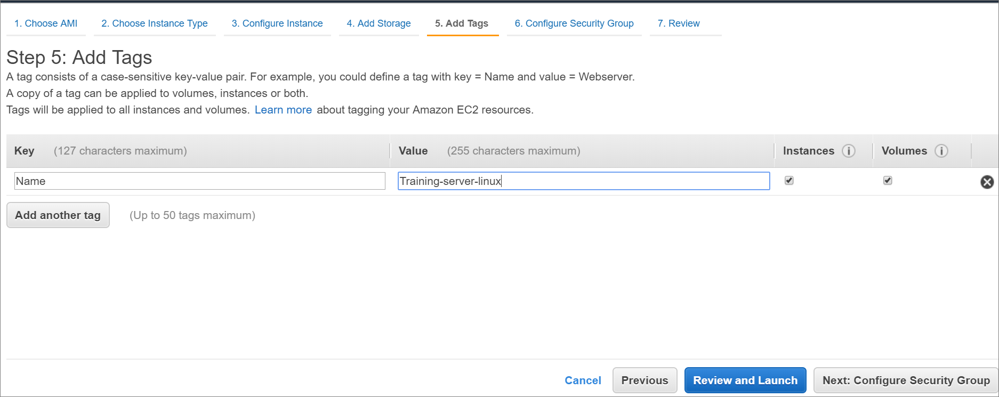 1. Choose AMI 2. Choose Instance Type 3. Configure Instance 4. Add Storage 5. Add Tags 6. Configure Security Group 7. Review
Step 5: Add Tags
A tag consists of a case-sensitive key-value pair. For example, you could define a tag with key = Name and value = Webserver.
A copy of a tag can be applied to volumes, instances or both.
Tags will be applied to all instances and volumes. Learn more about tagging your Amazon EC2 resources.
Key (127 characters maximum) Value (255 characters maximum) Instances Volumes
Name Training-server-linux
Add another tag (Up to 50 tags maximum)
Cancel Previous Review and Launch Next: Configure Security Group